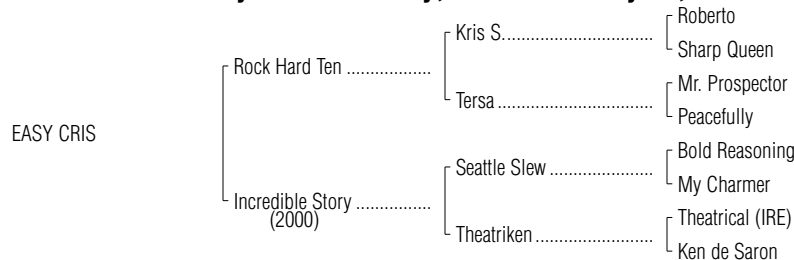 Roberto
Kris S.
Sharp Queen
Rock Hard Ten
Mr. Prospector
Tersa
Peacefully
EASY CRIS
Bold Reasoning
Seattle Slew
My Charmer
Incredible Story
(2000)
Theatrical (IRE)
Theatriken
Ken de Saron